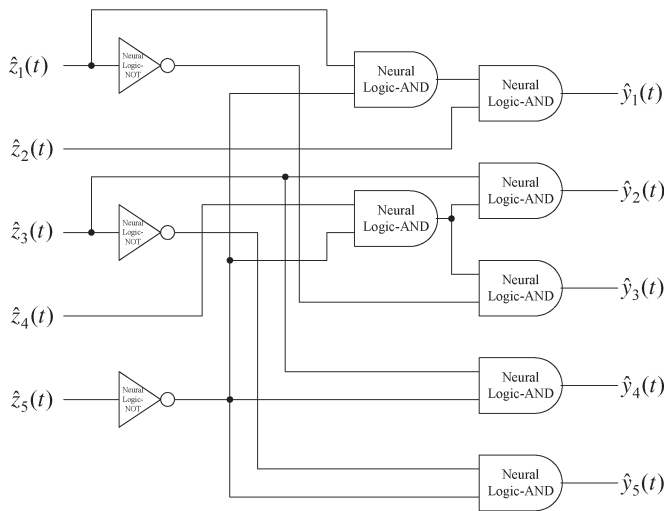 ẑ₁(t)
Neural
Logic-
NOT
Neural
Logic-AND
Neural
Logic-AND
ŷ₁(t)
ẑ₂(t)
Neural
Logic-AND
ŷ₂(t)
ẑ₃(t)
Neural
Logic-
NOT
Neural
Logic-AND
Neural
Logic-AND
ŷ₃(t)
ẑ₄(t)
Neural
Logic-AND
ŷ₄(t)
ẑ₅(t)
Neural
Logic-
NOT
Neural
Logic-AND
ŷ₅(t)